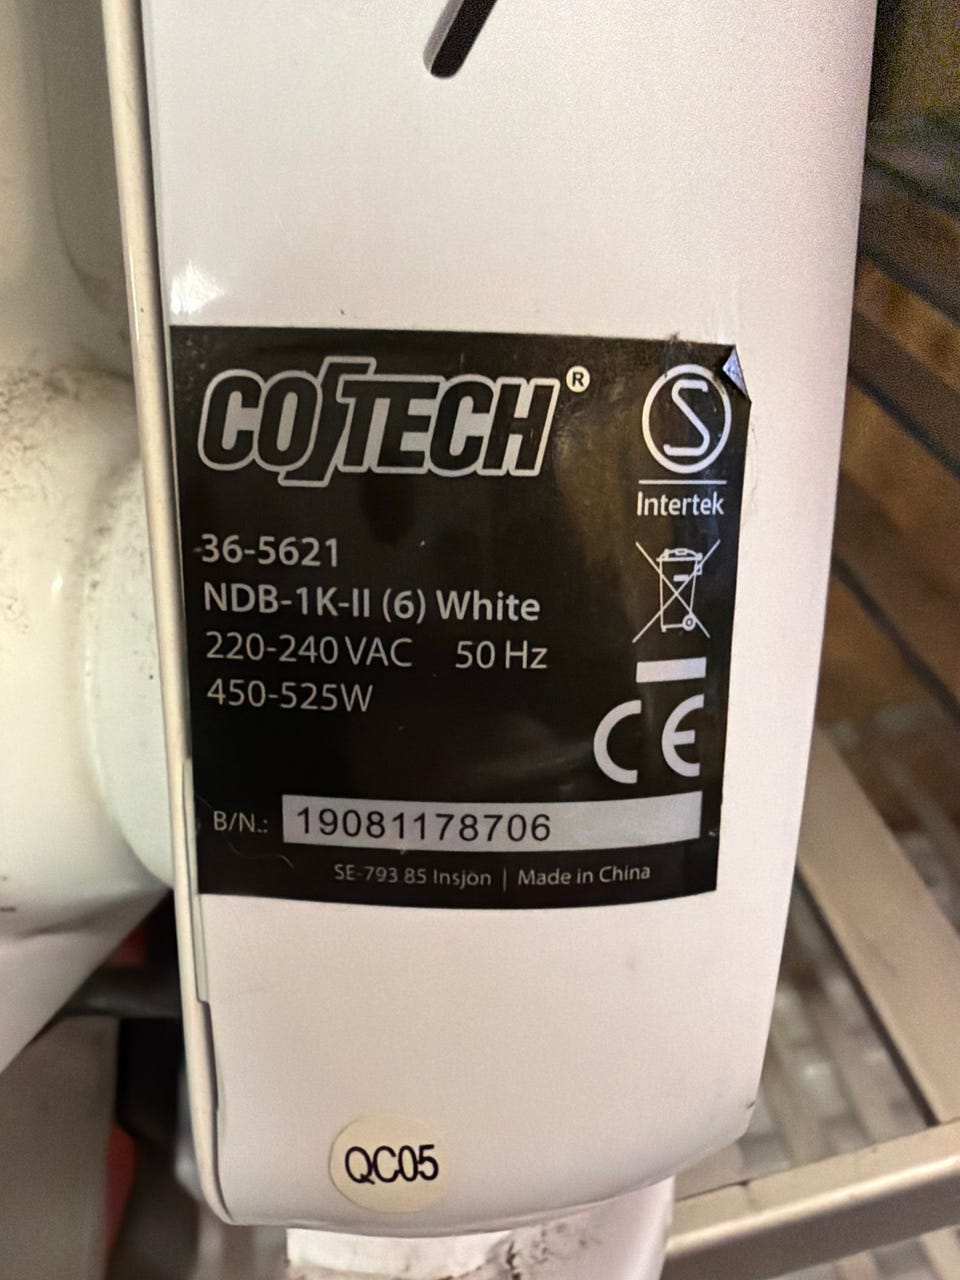 COTECH®
S
Intertek
36-5621
NDB-1K-II (6) White
220-240 VAC 50 Hz
450-525W
CE
B/N.: 19081178706
SE-793 85 Insjön | Made in China
QC05